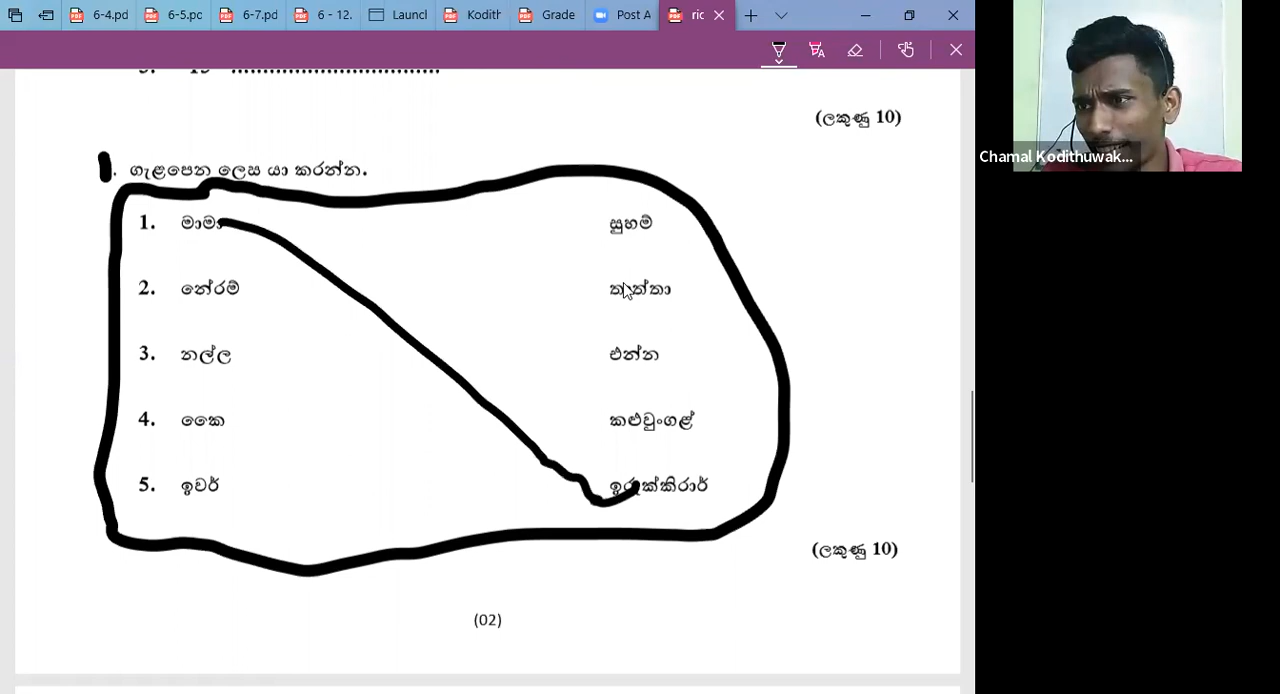 6-4.pd 6-5.pc 6-7.pd 6 - 12. Launcl Kodith Grade Post A ric
(ලකුණු 10)
. ගැළපෙන ලෙස යා කරන්න.
1. මාමා සුහම්
2. නේරම් තාත්තා
3. නල්ල එන්න
4. කෛ කළුවුංගළ්
5. ඉවර් ඉරුක්කිරාර්
(ලකුණු 10)
(02)
Chamal Kodithuwak...